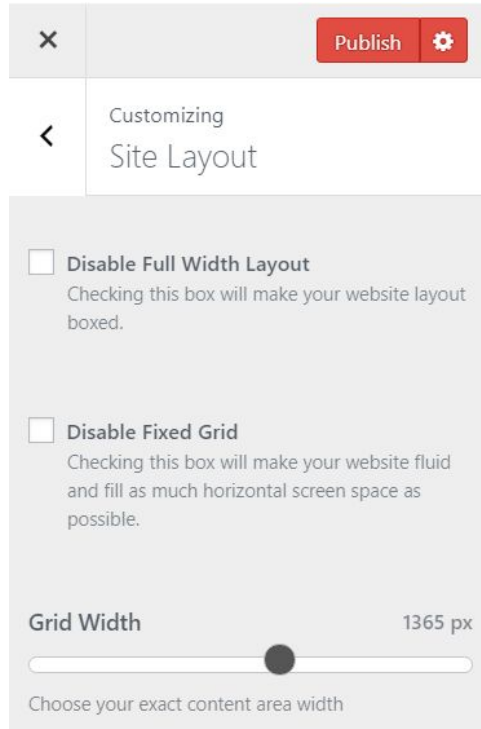 Publish
Customizing
Site Layout
Disable Full Width Layout
Checking this box will make your website layout
boxed.
Disable Fixed Grid
Checking this box will make your website fluid
and fill as much horizontal screen space as
possible.
Grid Width 1365 px
Choose your exact content area width